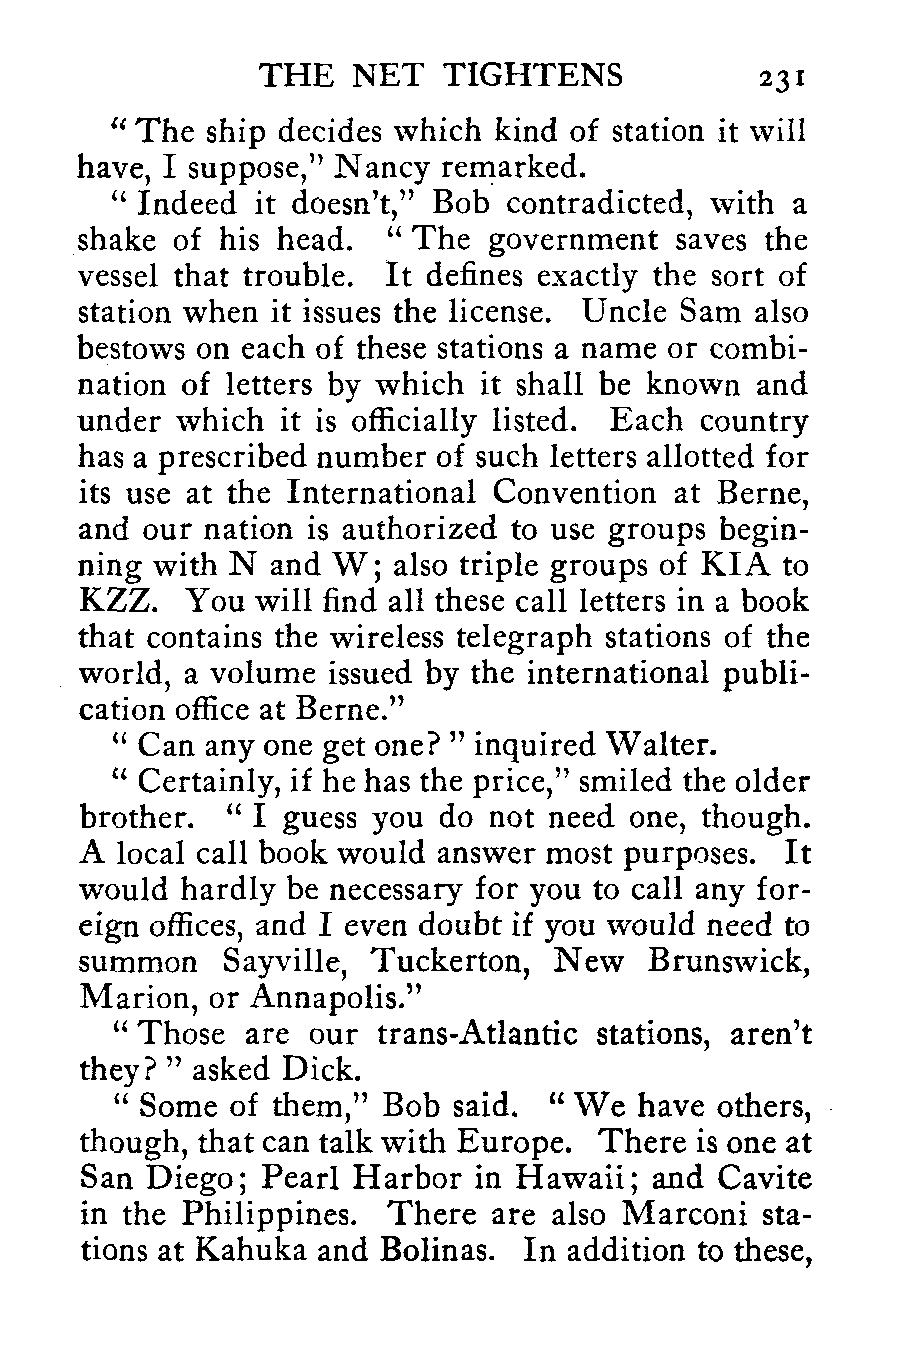 THE NET TIGHTENS 231
" The ship decides which kind of station it will
have, I suppose," Nancy remarked.
" Indeed it doesn't," Bob contradicted, with a
shake of his head. " The government saves the
vessel that trouble. It defines exactly the sort of
station when it issues the license. Uncle Sam also
bestows on each of these stations a name or combi-
nation of letters by which it shall be known and
under which it is officially listed. Each country
has a prescribed number of such letters allotted for
its use at the International Convention at Berne,
and our nation is authorized to use groups begin-
ning with N and W; also triple groups of KIA to
KZZ. You will find all these call letters in a book
that contains the wireless telegraph stations of the
world, a volume issued by the international publi-
cation office at Berne."
" Can any one get one? " inquired Walter.
" Certainly, if he has the price," smiled the older
brother. " I guess you do not need one, though.
A local call book would answer most purposes. It
would hardly be necessary for you to call any for-
eign offices, and I even doubt if you would need to
summon Sayville, Tuckerton, New Brunswick,
Marion, or Annapolis."
" Those are our trans-Atlantic stations, aren't
they? " asked Dick.
" Some of them," Bob said. " We have others,
though, that can talk with Europe. There is one at
San Diego; Pearl Harbor in Hawaii; and Cavite
in the Philippines. There are also Marconi sta-
tions at Kahuka and Bolinas. In addition to these,